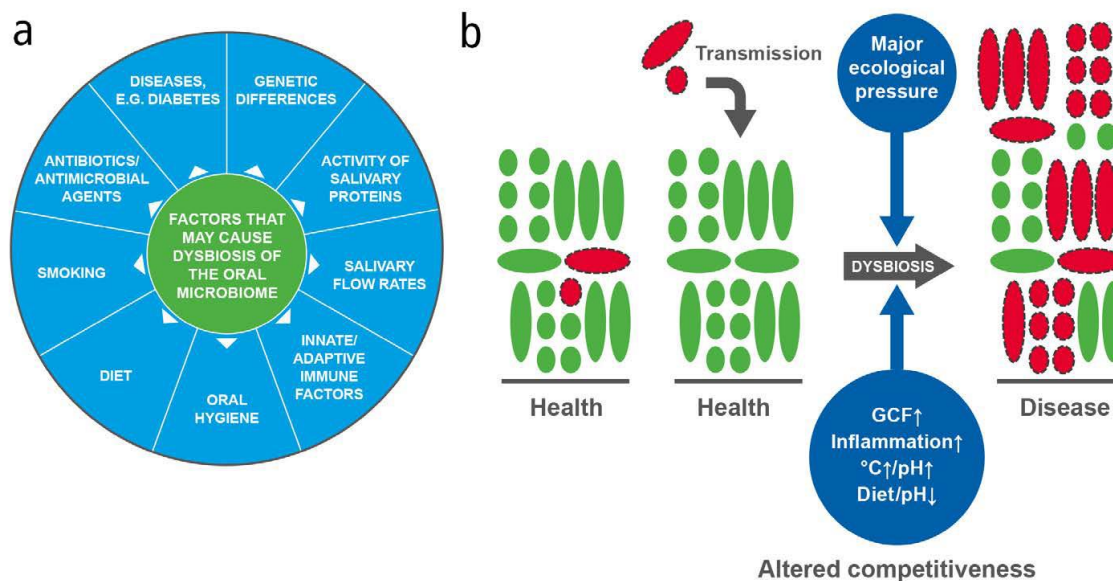 a
DISEASES,
E.G. DIABETES
GENETIC
DIFFERENCES
ACTIVITY OF
SALIVARY
PROTEINS
SALIVARY
FLOW RATES
INNATE/
ADAPTIVE
IMMUNE
FACTORS
ORAL
HYGIENE
DIET
SMOKING
ANTIBIOTICS/
ANTIMICROBIAL
AGENTS
FACTORS THAT
MAY CAUSE
DYSBIOSIS OF
THE ORAL
MICROBIOME
b
Transmission
Major
ecological
pressure
DYSBIOSIS
Health
Health
Disease
GCF↑
Inflammation↑
°C↑/pH↑
Diet/pH↓
Altered competitiveness